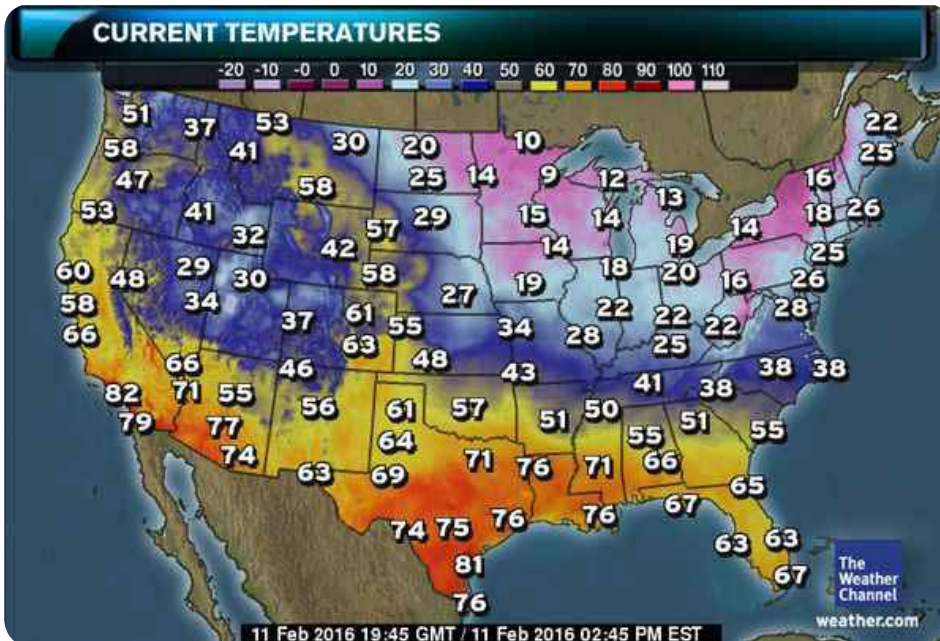 CURRENT TEMPERATURES
-20 -10 -0 0 10 20 30 40 50 60 70 80 90 100 110
51 37 53 30 20 10 22
58 41 25 14 9 12 25
47 58 13 16
53 41 29 15 14 18 26
32 42 57 14 19 14 25
60 48 29 30 58 19 18 20 16 26
58 34 27 22 22 28
66 37 61 55 34 28 25 22
63 48 43 38 38
66 46 41 38
82 71 55 56 61 57 51 50 51
79 77 64 55 55
74 63 69 71 76 71 66
65
74 75 76 76 67
63 63
81 67
76
The
Weather
Channel
weather.com
11 Feb 2016 19:45 GMT / 11 Feb 2016 02:45 PM EST